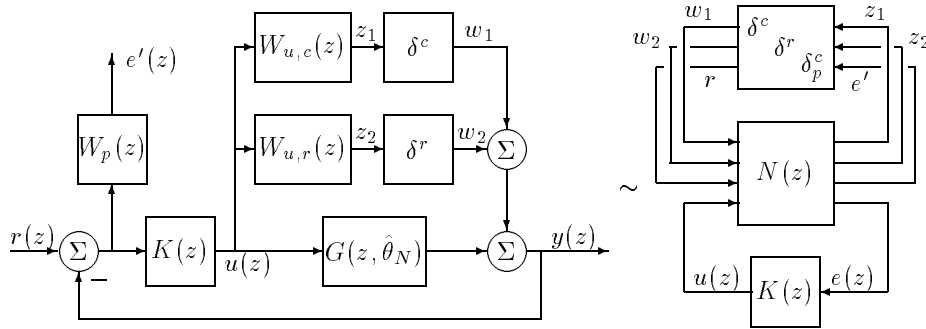 e′(z)
W_p(z)
r(z)
Σ
−
K(z)
u(z)
W_{u,c}(z)
z_1
δ^c
w_1
W_{u,r}(z)
z_2
δ^r
w_2
Σ
G(z, θ̂_N)
Σ
y(z)
∼
w_1
w_2
r
δ^c
δ^r
δ_p^c
z_1
z_2
e′
N(z)
u(z)
K(z)
e(z)